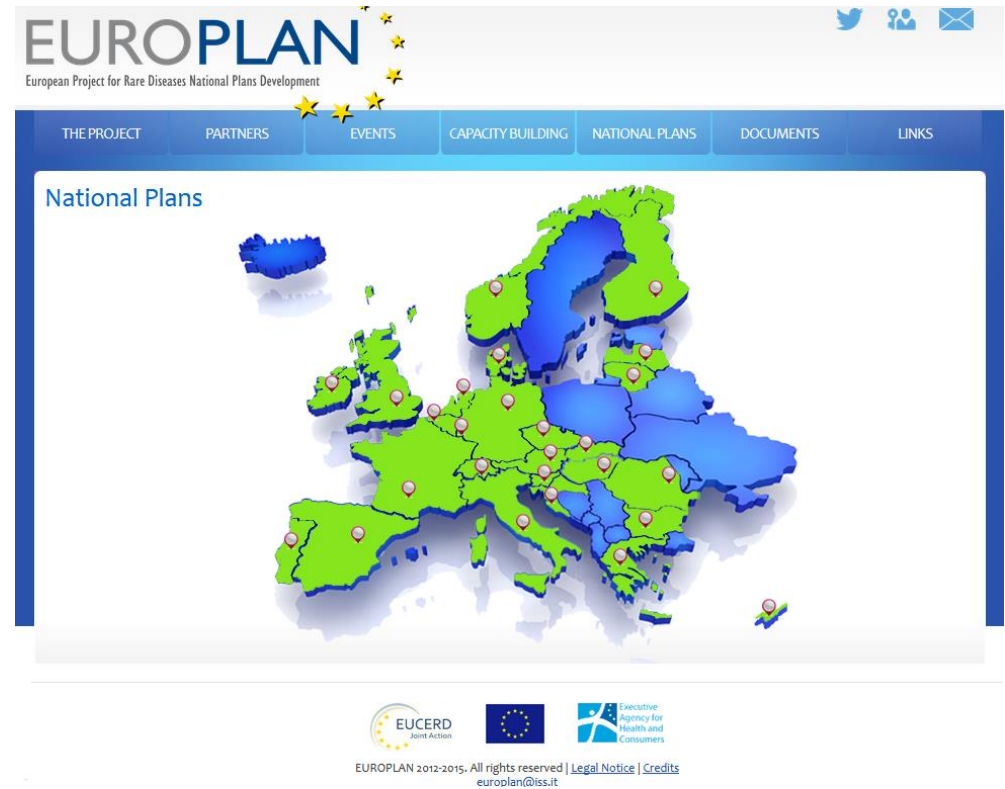 EUROPLAN
European Project for Rare Diseases National Plans Development
THE PROJECT PARTNERS EVENTS CAPACITY BUILDING NATIONAL PLANS DOCUMENTS LINKS
National Plans
EUCERD
Joint Action
Executive
Agency for
Health and
Consumers
EUROPLAN 2012-2015. All rights reserved | Legal Notice | Credits
europlan@iss.it